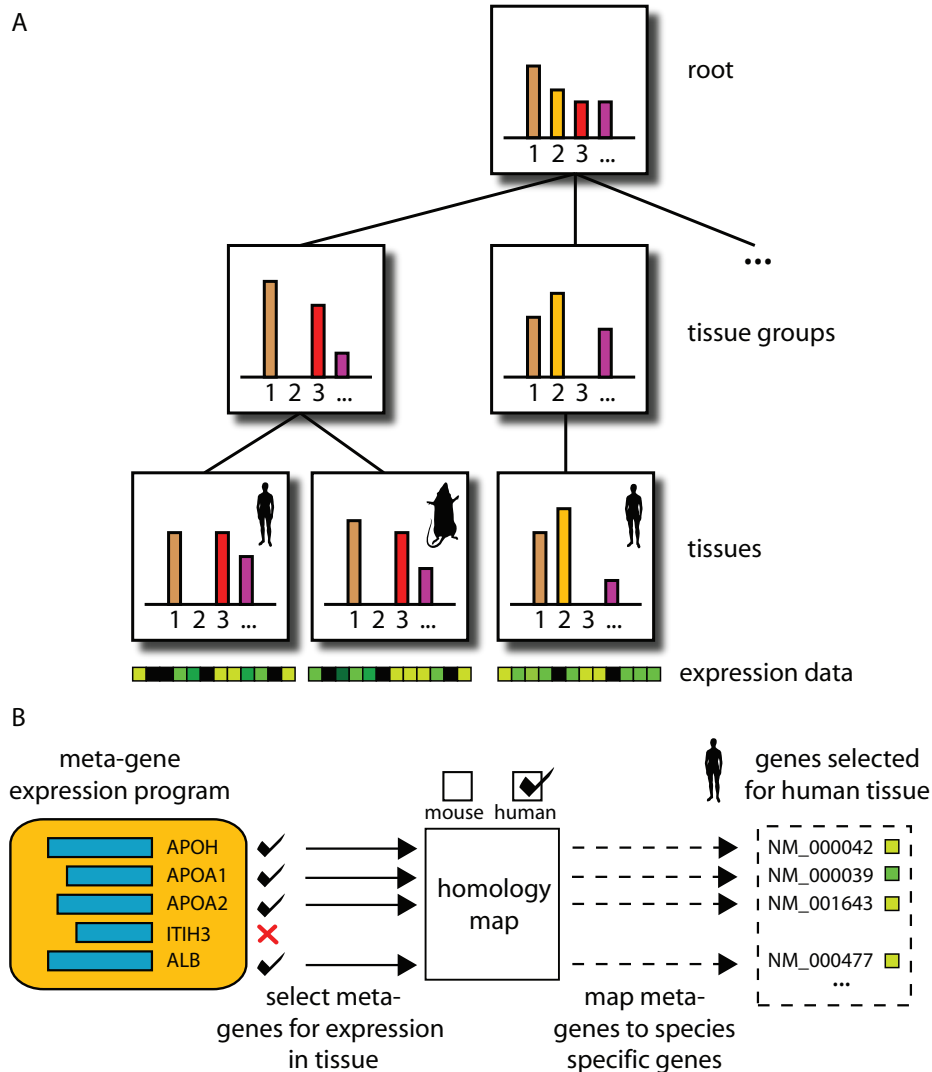 A
root
1 2 3 ...
...
tissue groups
1 2 3 ...
1 2 3 ...
tissues
1 2 3 ...
1 2 3 ...
1 2 3 ...
expression data
B
meta-gene
expression program
APOH
APOA1
APOA2
ITIH3
ALB
select meta-
genes for expression
in tissue
mouse human
homology
map
map meta-
genes to species
specific genes
genes selected
for human tissue
NM_000042
NM_000039
NM_001643
NM_000477
...